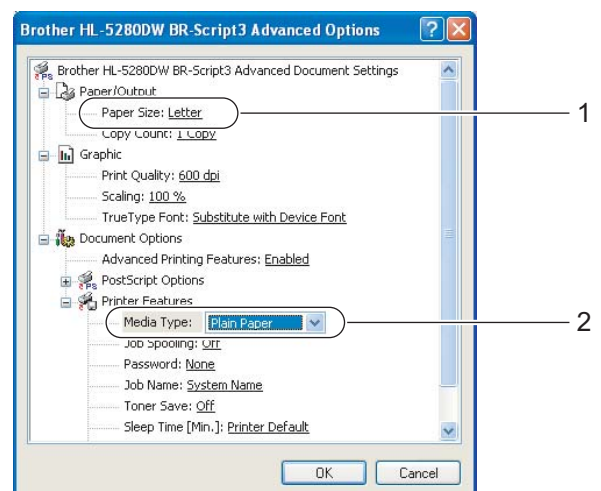 Brother HL-5280DW BR-Script3 Advanced Options
Brother HL-5280DW BR-Script3 Advanced Document Settings
Paper/Output
Paper Size: Letter
1
Copy Count: 1 Copy
Graphic
Print Quality: 600 dpi
Scaling: 100 %
TrueType Font: Substitute with Device Font
Document Options
Advanced Printing Features: Enabled
PostScript Options
Printer Features
Media Type: Plain Paper
2
Job Spooling: Off
Password: None
Job Name: System Name
Toner Save: Off
Sleep Time [Min.]: Printer Default
OK Cancel